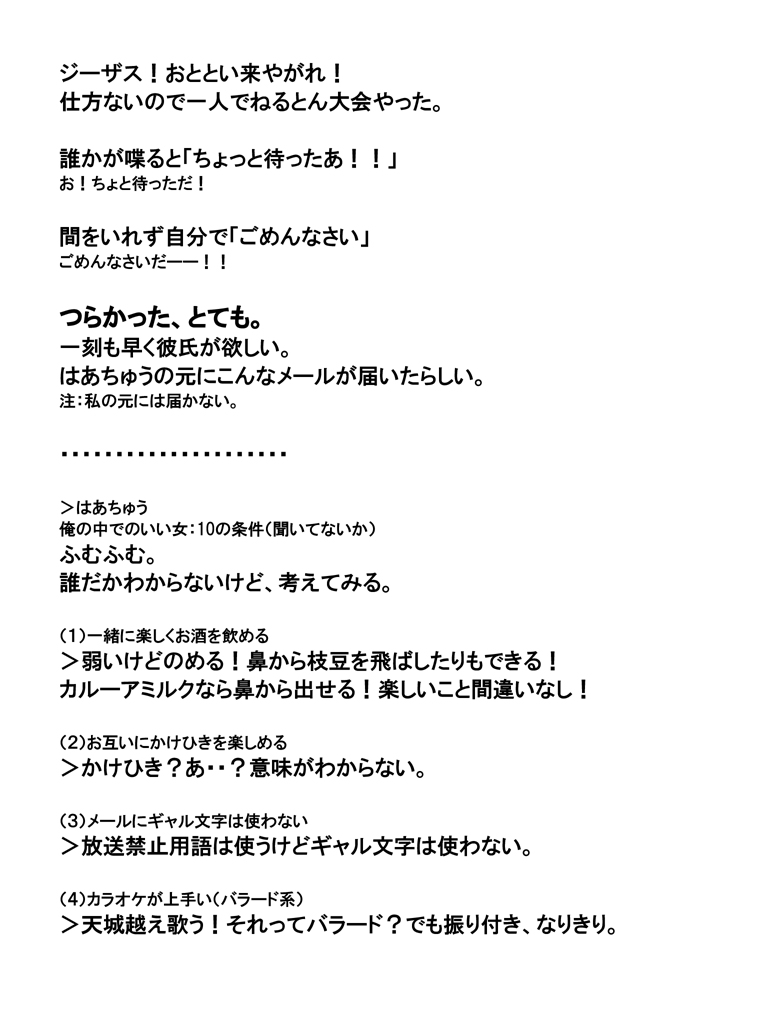 ジーザス！おととい来やがれ！
仕方ないので一人でねるとん大会やった。
誰かが喋ると「ちょっと待ったあ！！」
お！ちょと待っただ！
間をいれず自分で「ごめんなさい」
ごめんなさいだーー！！
つらかった、とても。
一刻も早く彼氏が欲しい。
はあちゅうの元にこんなメールが届いたらしい。
注：私の元には届かない。
・・・・・・・・・・・・・・・・・・・・・
＞はあちゅう
俺の中でのいい女：10の条件（聞いてないか）
ふむふむ。
誰だかわからないけど、考えてみる。
（１）一緒に楽しくお酒を飲める
＞弱いけどのめる！鼻から枝豆を飛ばしたりもできる！
カルーアミルクなら鼻から出せる！楽しいこと間違いなし！
（２）お互いにかけひきを楽しめる
＞かけひき？あ・・？意味がわからない。
（３）メールにギャル文字は使わない
＞放送禁止用語は使うけどギャル文字は使わない。
（４）カラオケが上手い（バラード系）
＞天城越え歌う！それってバラード？でも振り付き、なりきり。